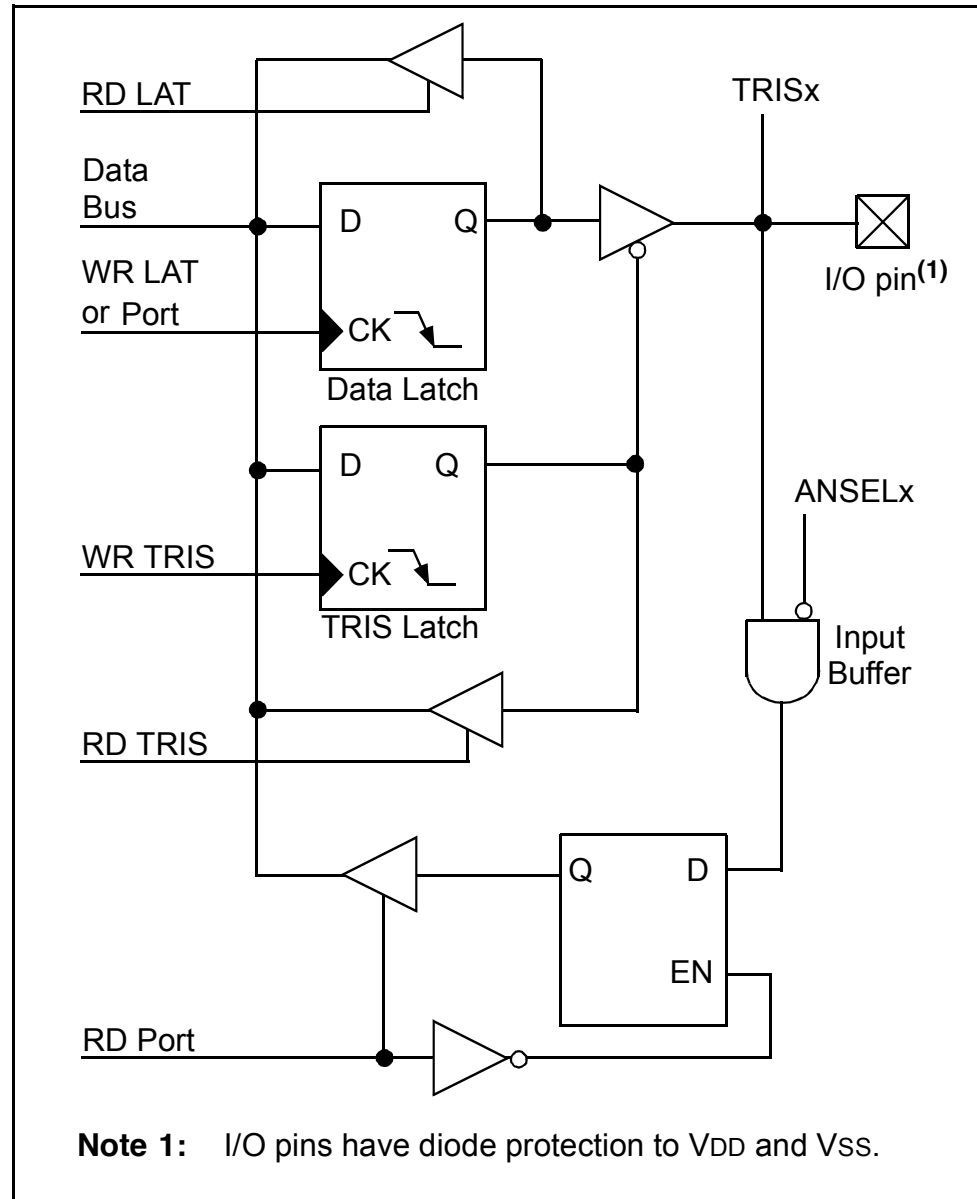 RD LAT
TRISx
Data
Bus
D
Q
WR LAT
or Port
CK
Data Latch
I/O pin(1)
D
Q
ANSELx
WR TRIS
CK
TRIS Latch
Input
Buffer
RD TRIS
Q
D
EN
RD Port
Note 1: I/O pins have diode protection to VDD and VSS.